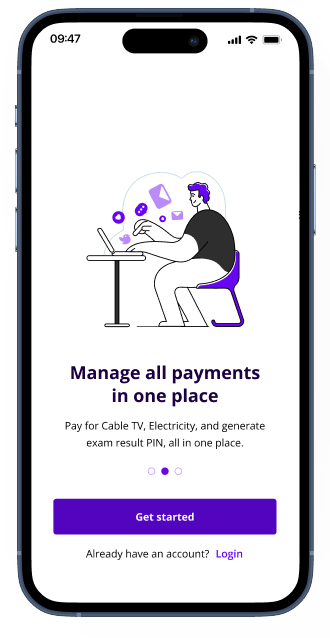 09:47
Manage all payments
in one place
Pay for Cable TV, Electricity, and generate
exam result PIN, all in one place.
Get started
Already have an account? Login